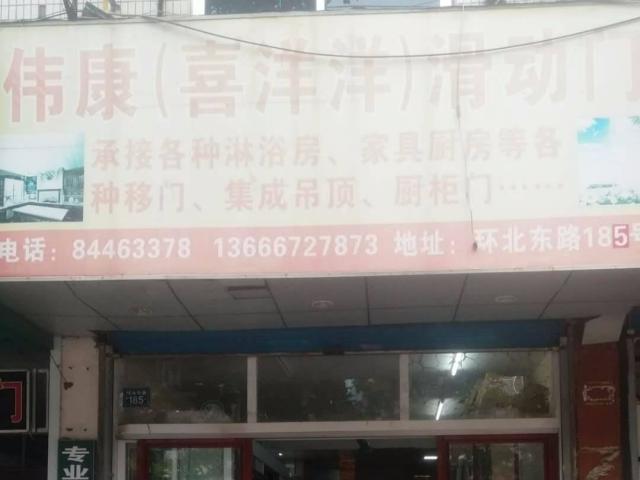 伟康(喜洋洋)滑动门
承接各种淋浴房、家具厨房等各
种移门、集成吊顶、厨柜门……
电话：84463378 13666727873 地址：环北东路185号
185
门
专业